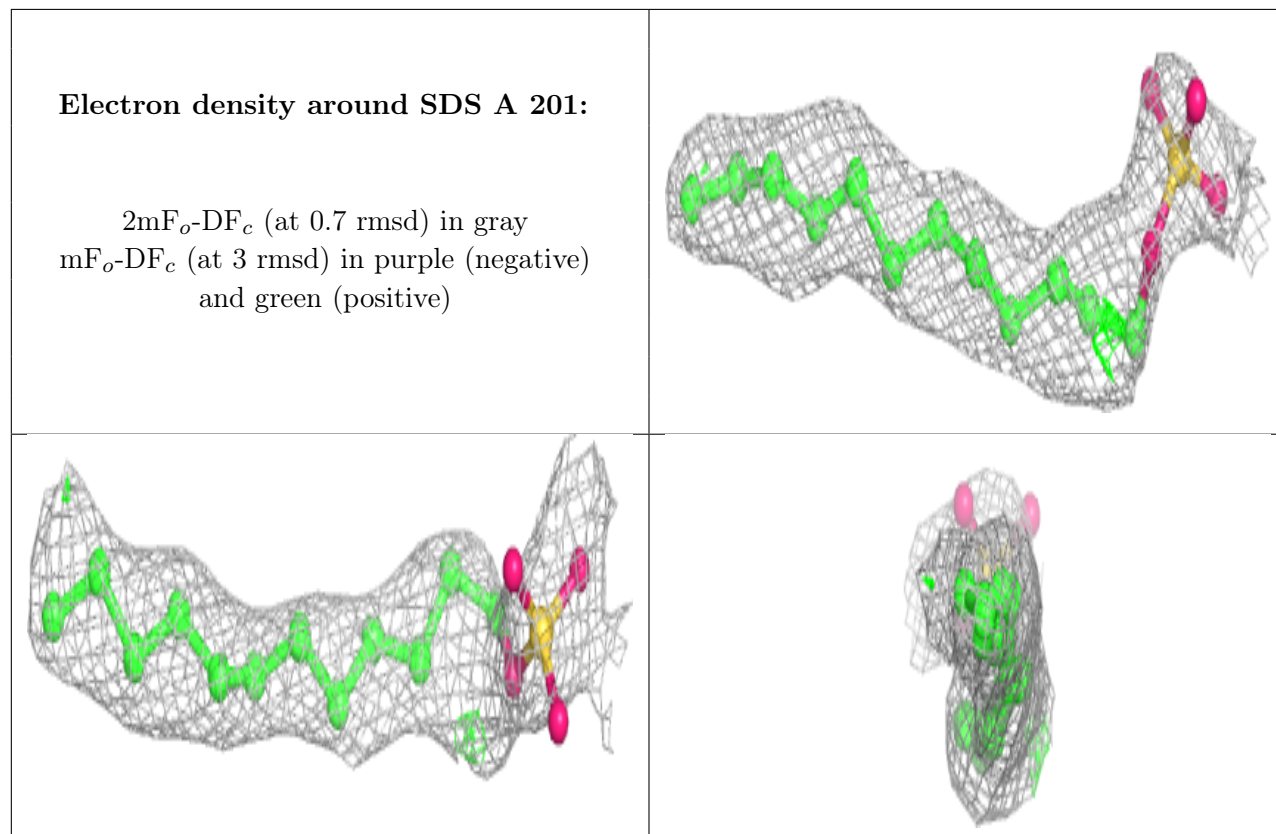 Electron density around SDS A 201:
2mFo-DFc (at 0.7 rmsd) in gray
mFo-DFc (at 3 rmsd) in purple (negative)
and green (positive)